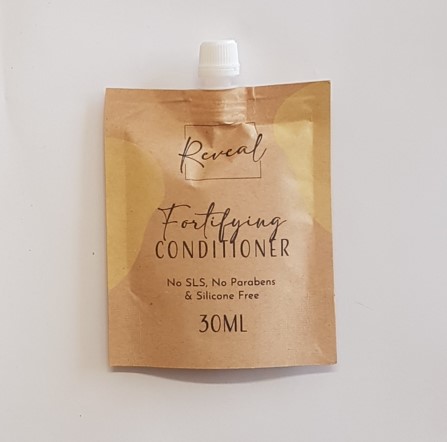 Reveal
Fortifying
CONDITIONER
No SLS, No Parabens
& Silicone Free
30ML